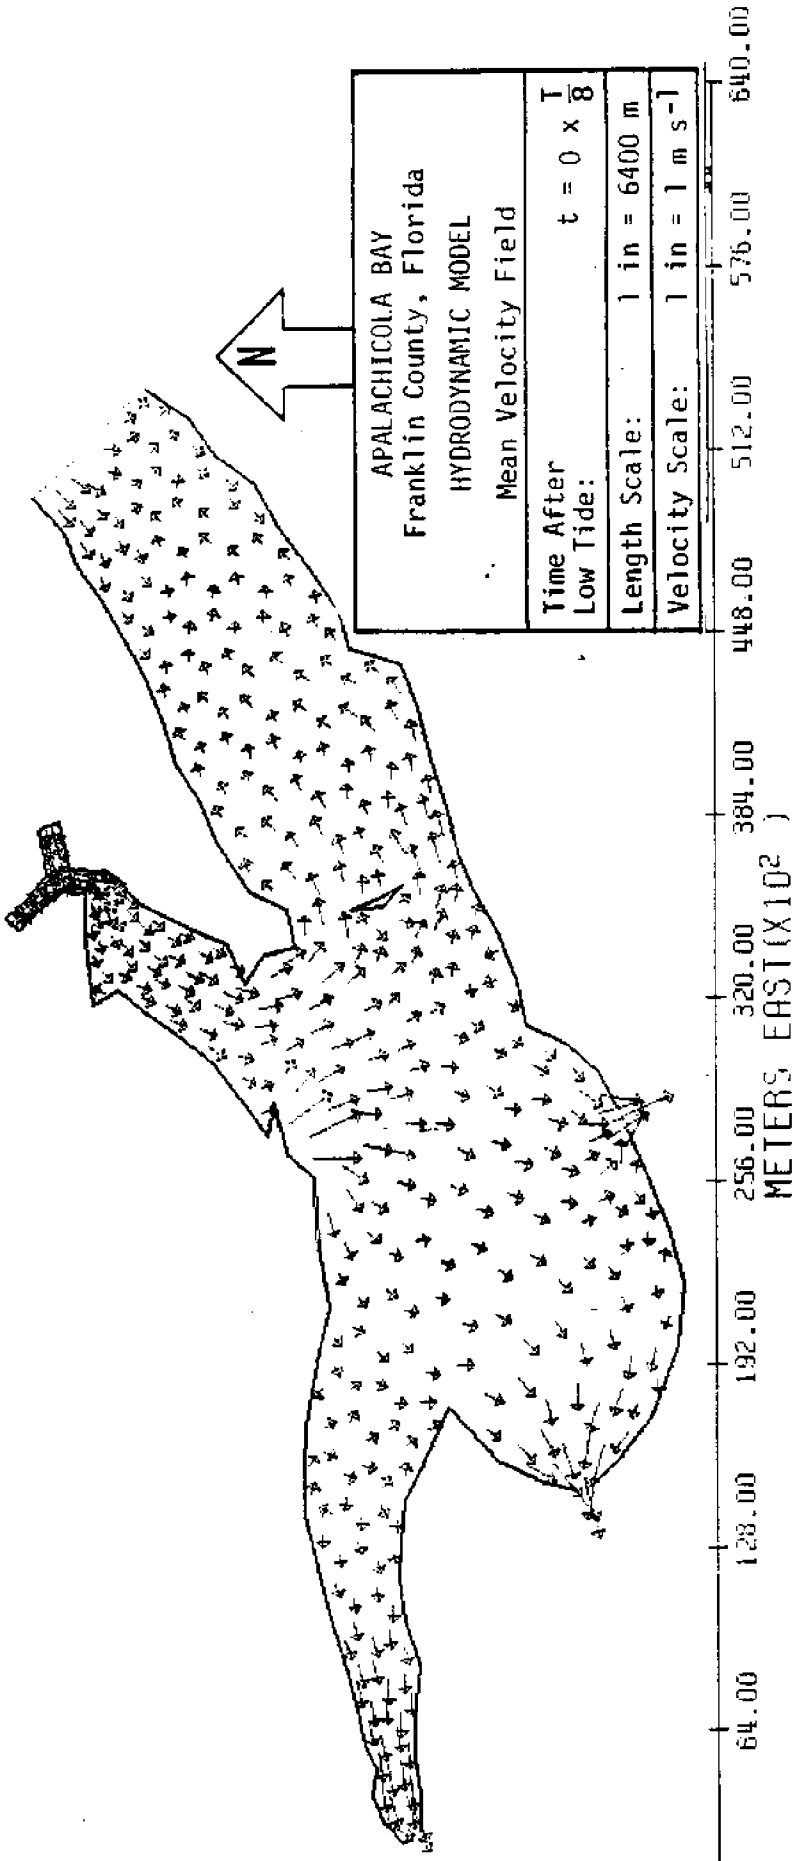 N
APALACHICOLA BAY
Franklin County, Florida
HYDRODYNAMIC MODEL
Mean Velocity Field
Time After
Low Tide: t = 0 x T/8
Length Scale: 1 in = 6400 m
Velocity Scale: 1 in = 1 m s⁻¹
64.00 128.00 192.00 256.00 320.00 384.00 448.00 512.00 576.00 640.00
METERS EAST(X10² )